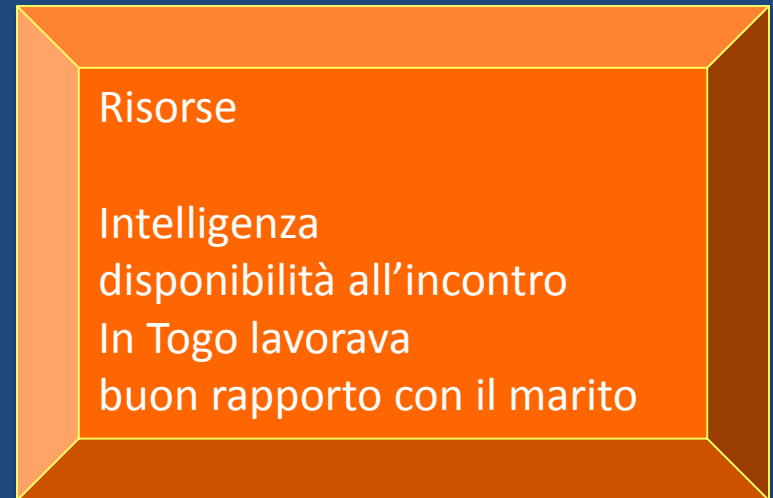 Risorse
Intelligenza
disponibilità all’incontro
In Togo lavorava
buon rapporto con il marito